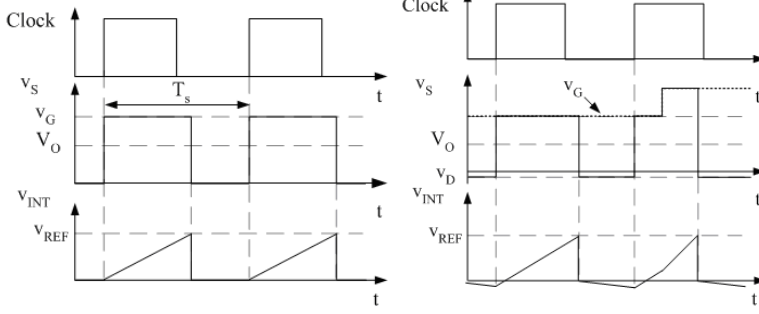 Clock
t
v_S
T_s
v_G
V_O
t
v_INT
v_REF
t
Clock
t
v_S
v_G
V_O
v_D
t
v_INT
v_REF
t